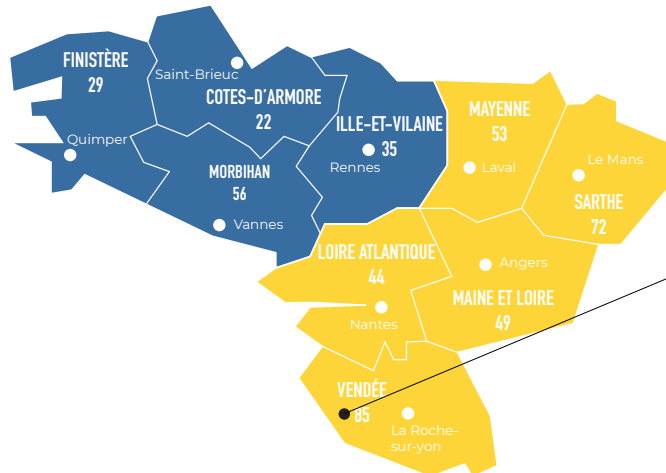 FINISTÈRE
29
Quimper
Saint-Brieuc
COTES-D'ARMORE
22
MORBIHAN
56
Vannes
ILLE-ET-VILAINE
35
Rennes
MAYENNE
53
Laval
Le Mans
SARTHE
72
LOIRE ATLANTIQUE
44
Nantes
Angers
MAINE ET LOIRE
49
VENDÉE
85
La Roche-
sur-yon